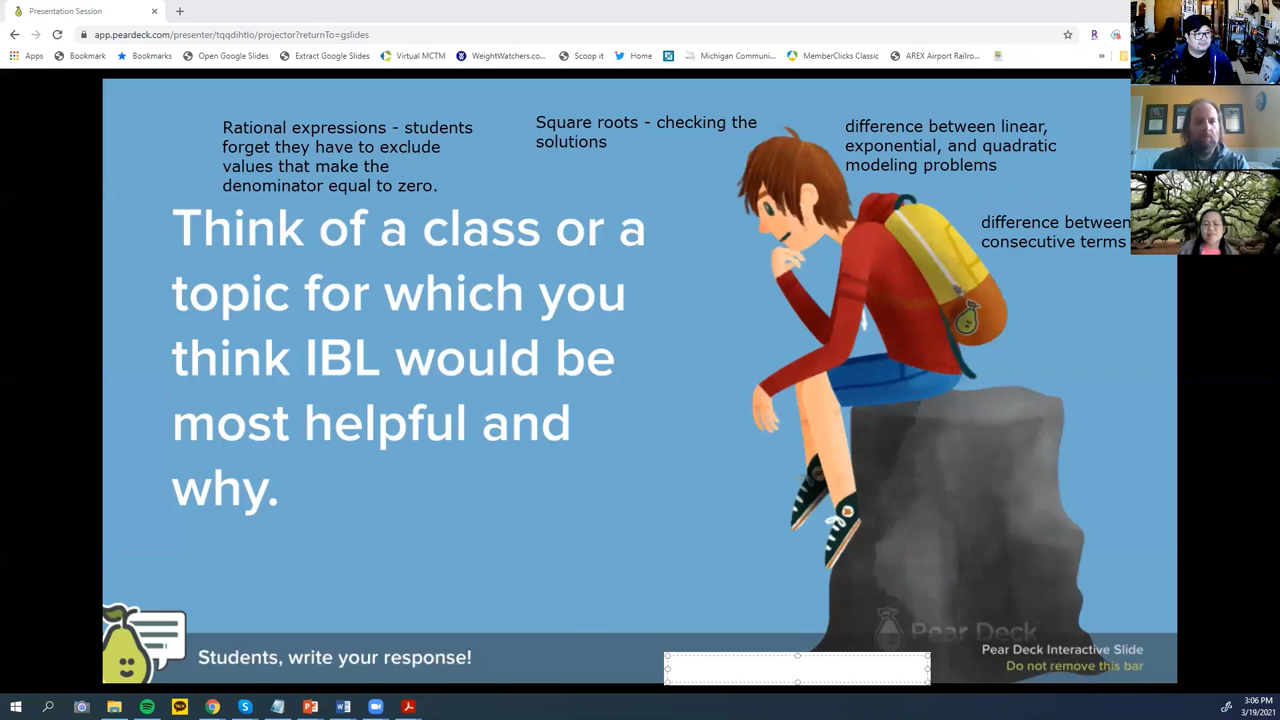 Presentation Session
app.peardeck.com/presenter/tqqdihtlo/projector?returnTo=gslides
R
Apps
Bookmark
Bookmarks
Open Google Slides
Extract Google Slides
Virtual MCTM
WeightWatchers.co...
Scoop it
Home
Michigan Communi...
MemberClicks Classic
AREX Airport Railro...
»
Rational expressions - students
forget they have to exclude
values that make the
denominator equal to zero.
Square roots - checking the
solutions
difference between linear,
exponential, and quadratic
modeling problems
difference between
consecutive terms
Think of a class or a
topic for which you
think IBL would be
most helpful and
why.
Pear Deck
Students, write your response!
Pear Deck Interactive Slide
Do not remove this bar
TALK
3:06 PM
3/19/2021